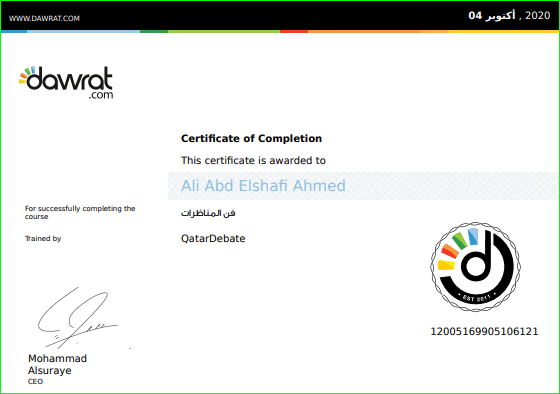 WWW.DAWRAT.COM
04 أكتوبر , 2020
dawrat
.com
Certificate of Completion
This certificate is awarded to
Ali Abd Elshafi Ahmed
For successfully completing the
course
فن المناظرات
Trained by
QatarDebate
EST 2011
12005169905106121
Mohammad
Alsuraye
CEO